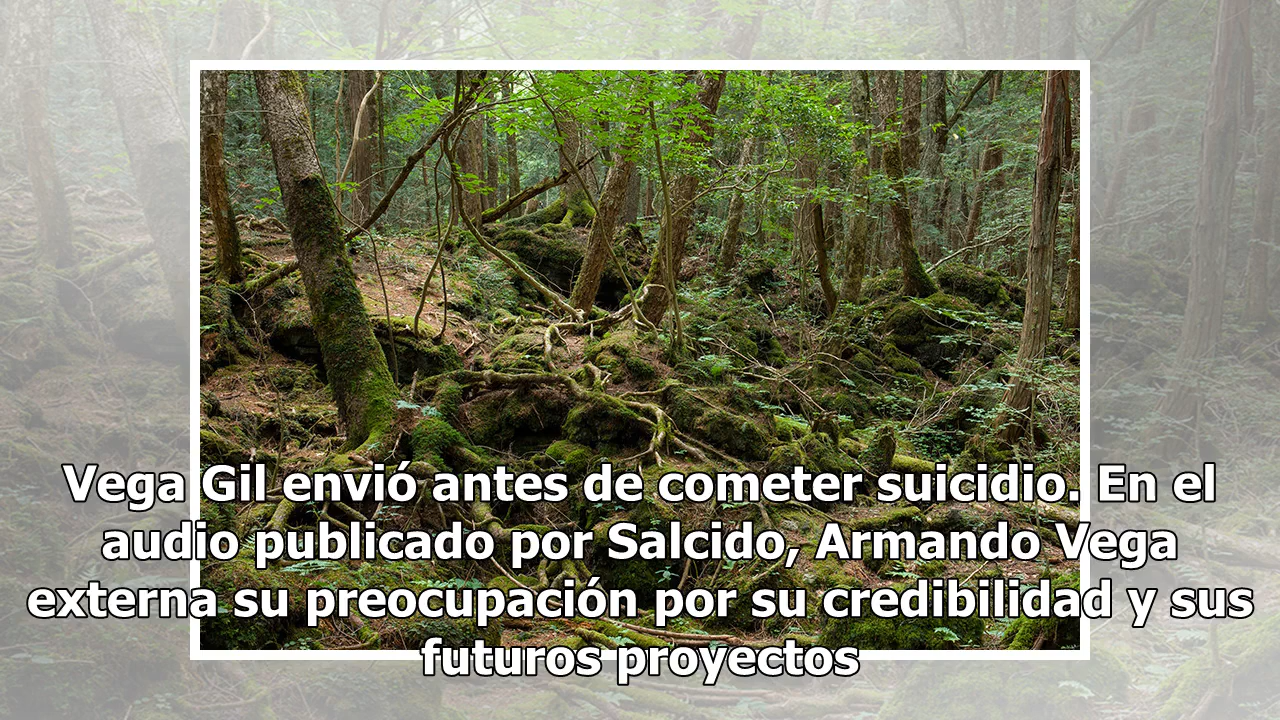 Vega Gil envió antes de cometer suicidio. En el
audio publicado por Salcido, Armando Vega
externa su preocupación por su credibilidad y sus
futuros proyectos